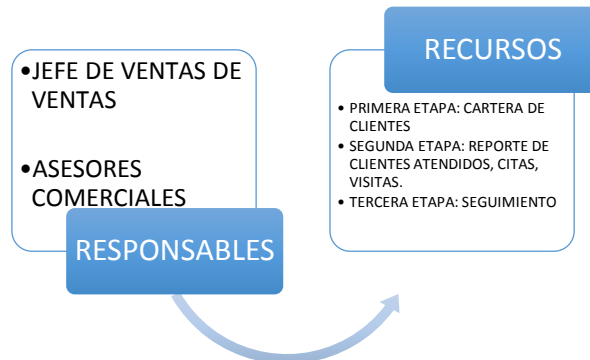 •JEFE DE VENTAS DE
VENTAS
•ASESORES
COMERCIALES
RESPONSABLES
RECURSOS
• PRIMERA ETAPA: CARTERA DE
CLIENTES
• SEGUNDA ETAPA: REPORTE DE
CLIENTES ATENDIDOS, CITAS,
VISITAS.
• TERCERA ETAPA: SEGUIMIENTO